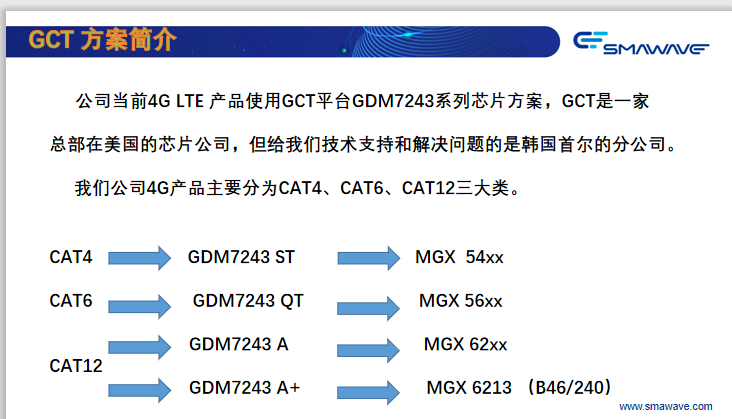 GCT 方案简介
SMAWAVE
公司当前4G LTE 产品使用GCT平台GDM7243系列芯片方案，GCT是一家
总部在美国的芯片公司，但给我们技术支持和解决问题的是韩国首尔的分公司。
我们公司4G产品主要分为CAT4、CAT6、CAT12三大类。
CAT4 GDM7243 ST MGX 54xx
CAT6 GDM7243 QT MGX 56xx
GDM7243 A MGX 62xx
CAT12
GDM7243 A+ MGX 6213 （B46/240）
www.smawave.com